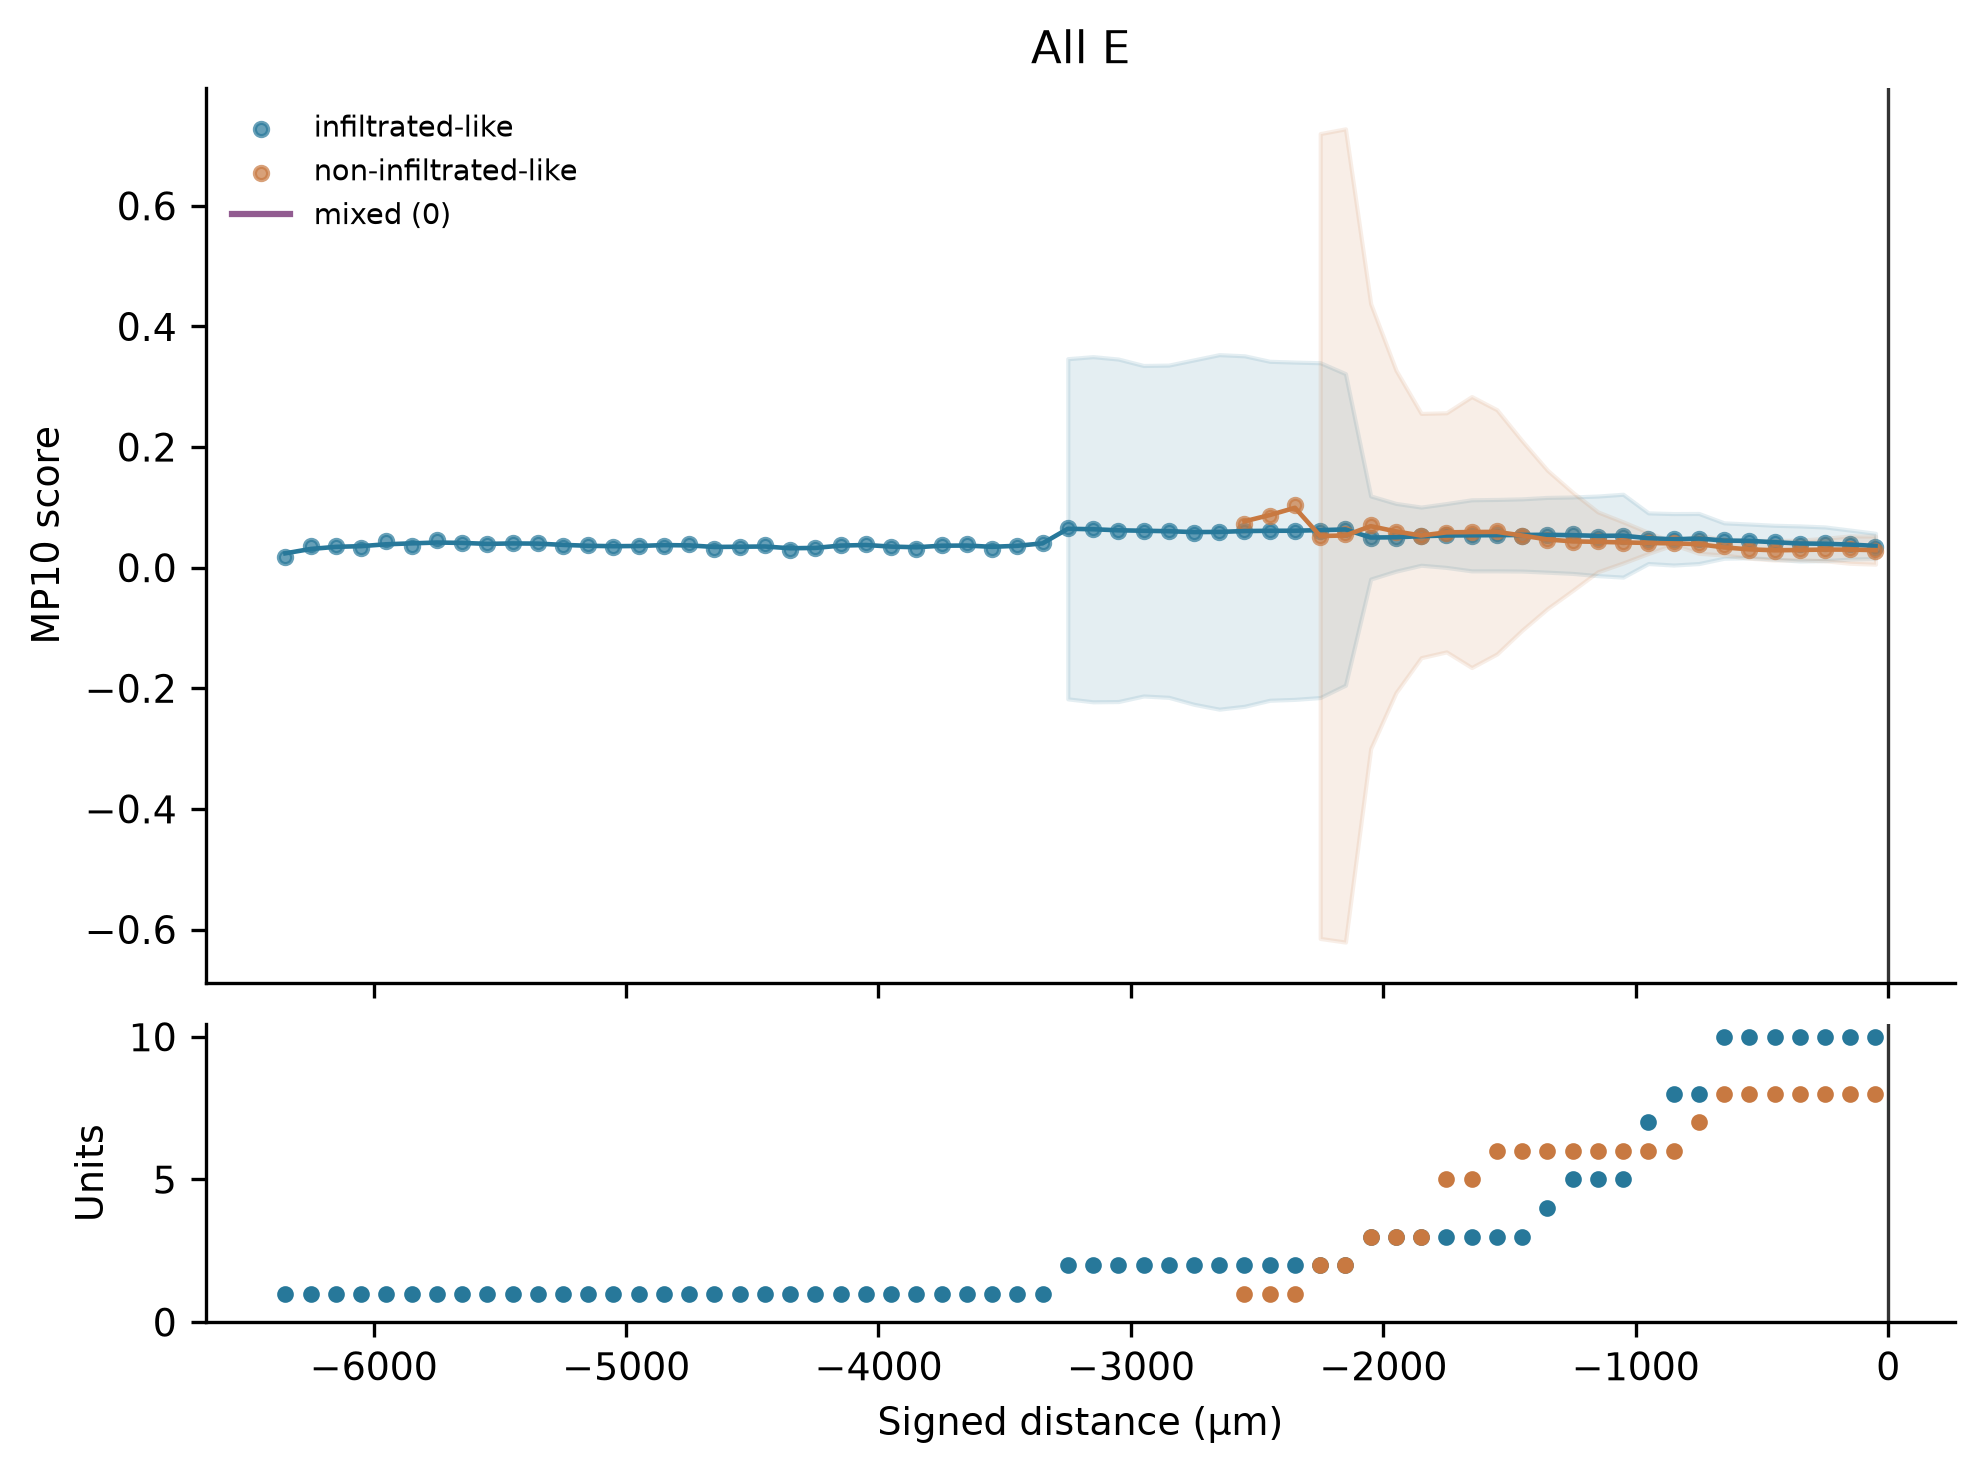 All E
infiltrated-like
non-infiltrated-like
mixed (0)
MP10 score
0.6
0.4
0.2
0.0
−0.2
−0.4
−0.6
Units
10
5
0
−6000 −5000 −4000 −3000 −2000 −1000 0
Signed distance (µm)